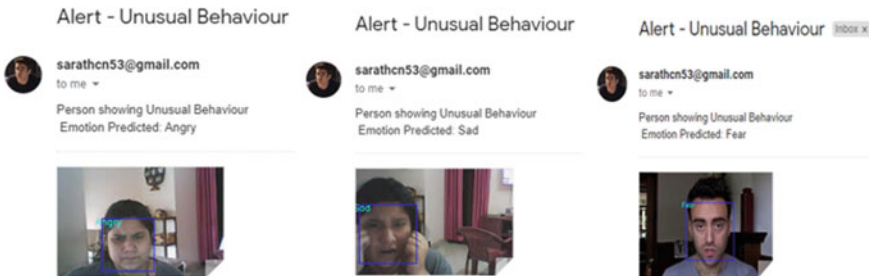 Alert - Unusual Behaviour
sarathcn53@gmail.com
to me
Person showing Unusual Behaviour
Emotion Predicted: Angry
Angry
Alert - Unusual Behaviour
sarathcn53@gmail.com
to me
Person showing Unusual Behaviour
Emotion Predicted: Sad
Sad
Alert - Unusual Behaviour Inbox x
sarathcn53@gmail.com
to me
Person showing Unusual Behaviour
Emotion Predicted: Fear